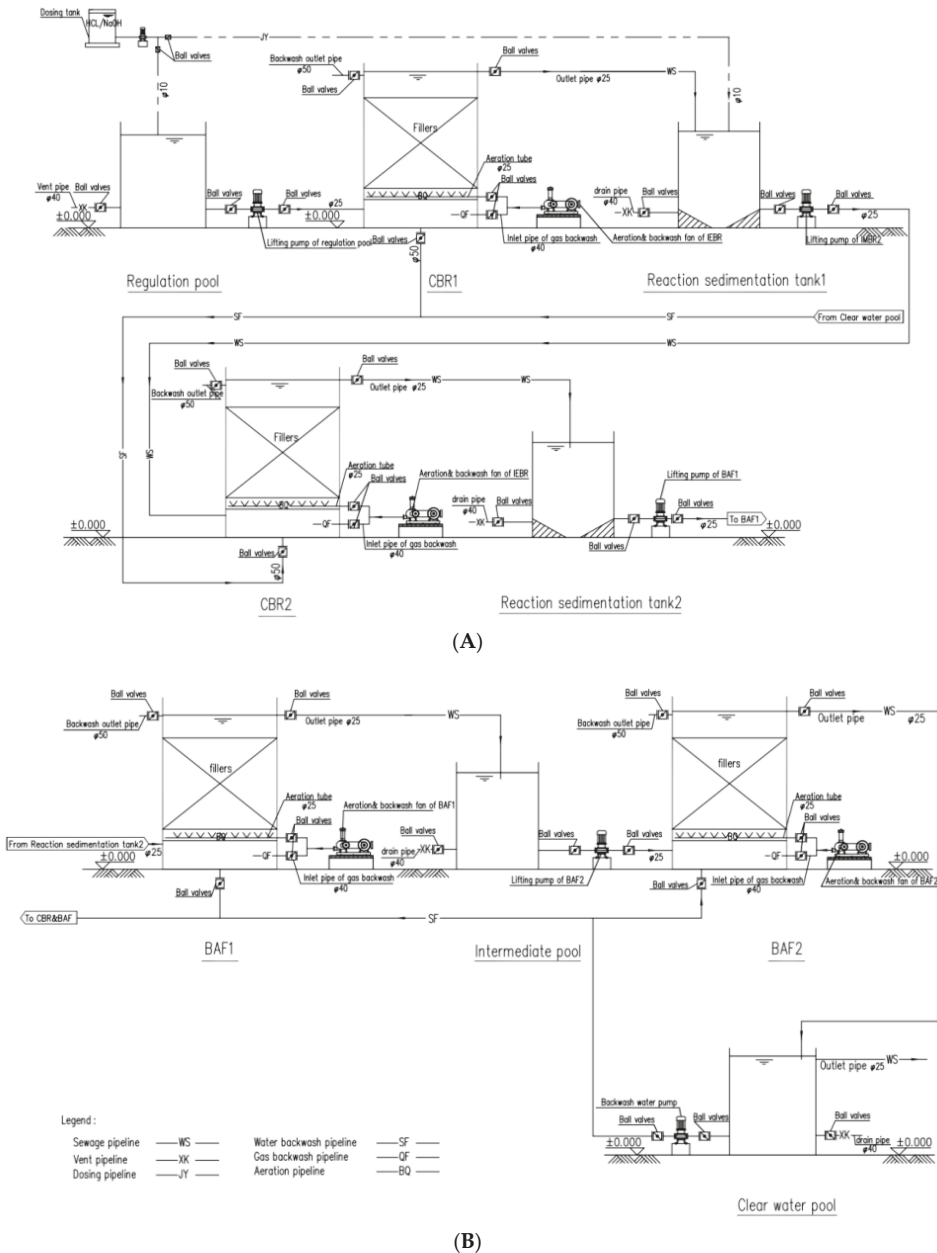 Dosing tank
HCL/NaOH
JY
Ball valves
Backwash outlet pipe
φ50
Ball valves
Ball valves
WS
Outlet pipe φ25
φ10
φ10
Fillers
Aeration tube
φ25
Ball valves
BQ
QF
Vent pipe
φ40
Ball valves
XK
±0.000
Ball valves
Ball valves
φ25
±0.000
Lifting pump of regulation pool
Ball valves
φ50
Inlet pipe of gas backwash
φ40
Aeration& backwash fan of IEBR
drain pipe
φ40
Ball valves
XK
Ball valves
Ball valves
φ25
Lifting pump of IMBR2
±0.000
Regulation pool
CBR1
Reaction sedimentation tank1
SF
SF
From Clear water pool
WS
WS
Ball valves
Backwash outlet pipe
φ50
Ball valves
WS
WS
Outlet pipe φ25
SF
WS
Fillers
Aeration tube
φ25
Ball valves
BQ
QF
Aeration& backwash fan of IEBR
Inlet pipe of gas backwash
φ40
drain pipe
φ40
Ball valves
XK
Lifting pump of BAF1
Ball valves
φ25
To BAF1
±0.000
Ball valves
±0.000
Ball valves
φ50
CBR2
Reaction sedimentation tank2
(A)
Ball valves
Backwash outlet pipe
φ50
Ball valves
WS
Outlet pipe φ25
fillers
Aeration tube
φ25
Ball valves
BQ
QF
Aeration& backwash fan of BAF1
Ball valves
XK
drain pipe
φ40
From Reaction sedimentation tank2
±0.000
φ25
Ball valves
Inlet pipe of gas backwash
φ40
Ball valves
Ball valves
φ25
Lifting pump of BAF2
Ball valves
Backwash outlet pipe
φ50
Ball valves
WS
Outlet pipe
φ25
fillers
Aeration tube
φ25
Ball valves
BQ
QF
±0.000
Ball valves
Inlet pipe of gas backwash
φ40
Aeration& backwash fan of BAF2
To CBR&BAF
SF
BAF1
Intermediate pool
BAF2
WS
Outlet pipe φ25
Backwash water pump
Ball valves
Ball valves
±0.000
Ball valves
XK
drain pipe
φ40
±0.000
Clear water pool
Legend :
Sewage pipeline WS
Water backwash pipeline SF
Vent pipeline XK
Gas backwash pipeline QF
Dosing pipeline JY
Aeration pipeline BQ
(B)